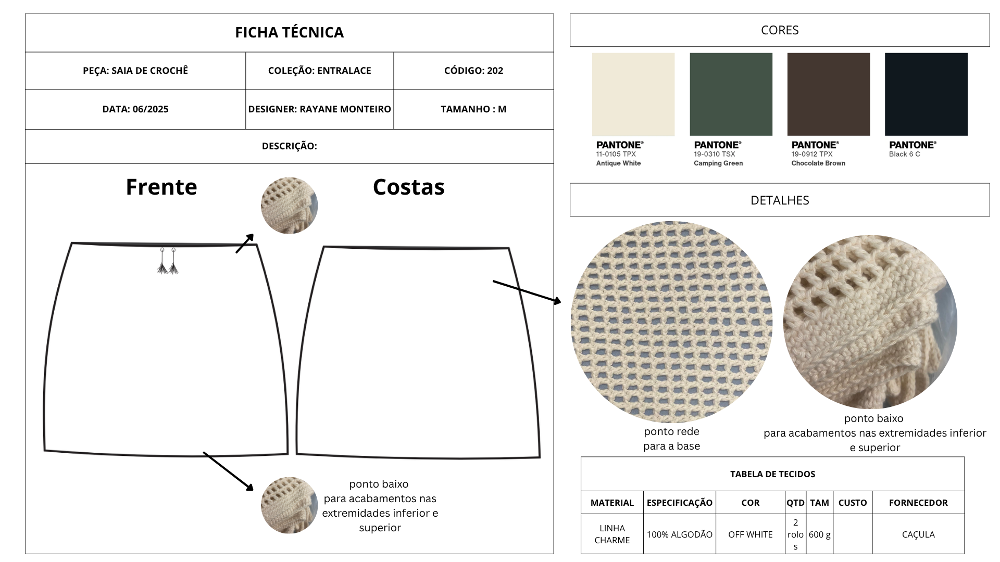 FICHA TÉCNICA
PEÇA: SAIA DE CROCHÊ
COLEÇÃO: ENTRALACE
CÓDIGO: 202
DATA: 06/2025
DESIGNER: RAYANE MONTEIRO
TAMANHO : M
DESCRIÇÃO:
Frente
Costas
ponto baixo
para acabamentos nas
extremidades inferior e
superior
CORES
PANTONE®
11-0105 TPX
Antique White
PANTONE®
19-0310 TSX
Camping Green
PANTONE®
19-0912 TPX
Chocolate Brown
PANTONE®
Black 6 C
DETALHES
ponto rede
para a base
ponto baixo
para acabamentos nas extremidades inferior
e superior
TABELA DE TECIDOS
MATERIAL
ESPECIFICAÇÃO
COR
QTD
TAM
CUSTO
FORNECEDOR
LINHA
CHARME
100% ALGODÃO
OFF WHITE
2
rolo
s
600 g
CAÇULA